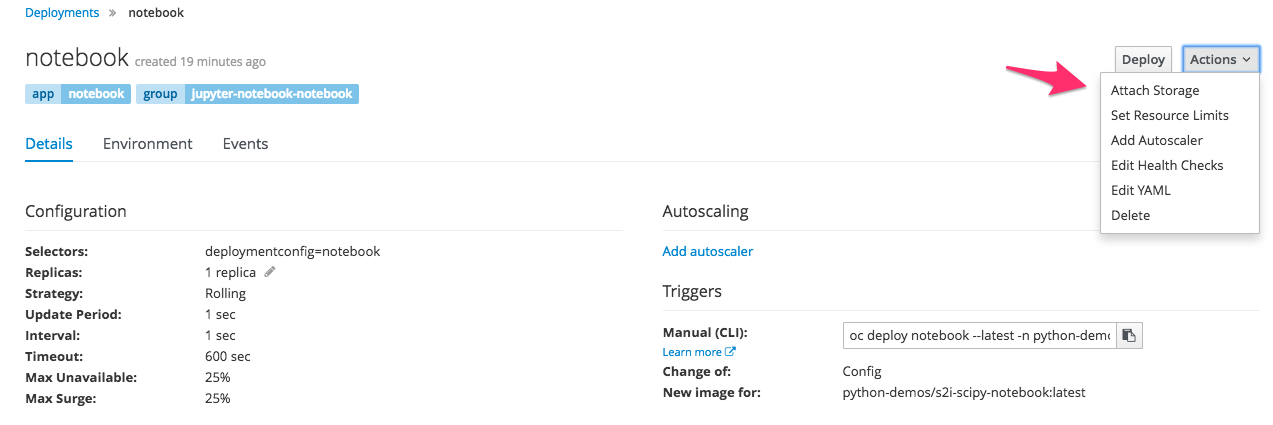 Deployments » notebook
notebook created 19 minutes ago
Deploy
Actions
app notebook group jupyter-notebook-notebook
Attach Storage
Set Resource Limits
Add Autoscaler
Edit Health Checks
Edit YAML
Delete
Details Environment Events
Configuration
Selectors: deploymentconfig=notebook
Replicas: 1 replica
Strategy: Rolling
Update Period: 1 sec
Interval: 1 sec
Timeout: 600 sec
Max Unavailable: 25%
Max Surge: 25%
Autoscaling
Add autoscaler
Triggers
Manual (CLI): oc deploy notebook --latest -n python-demo
Learn more
Change of: Config
New image for: python-demos/s2i-scipy-notebook:latest